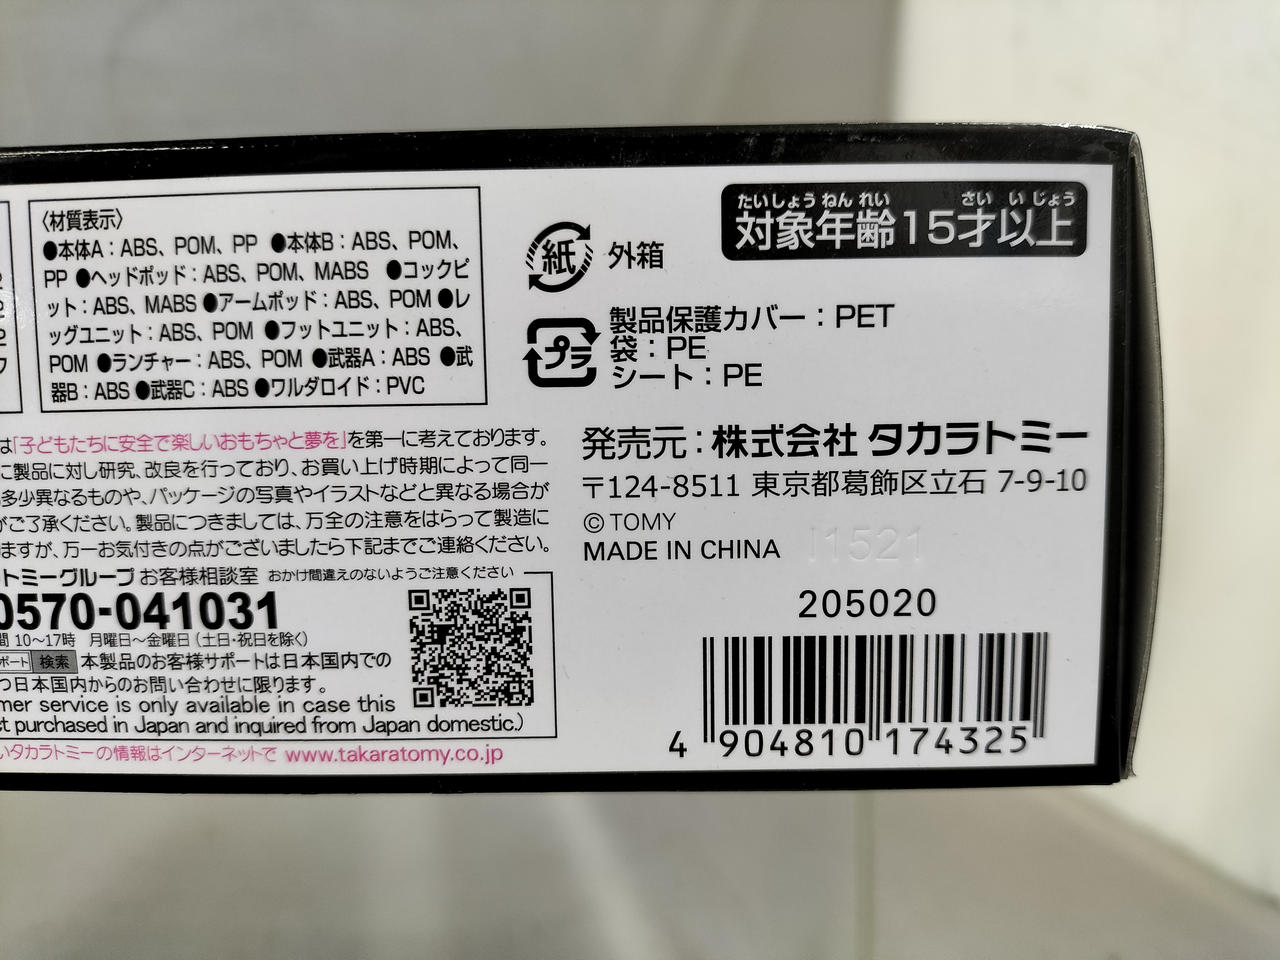 〈材質表示〉
●本体A：ABS、POM、PP ●本体B：ABS、POM、
PP ●ヘッドポッド：ABS、POM、MABS ●コックピ
ット：ABS、MABS ●アームポッド：ABS、POM ●レ
ッグユニット：ABS、POM ●フットユニット：ABS、
POM ●ランチャー：ABS、POM ●武器A：ABS ●武
器B：ABS ●武器C：ABS ●ワルダロイド：PVC
は「子どもたちに安全で楽しいおもちゃと夢を」を第一に考えております。
に製品に対し研究、改良を行っており、お買い上げ時期によって同一
多少異なるものや、パッケージの写真やイラストなどと異なる場合が
がご了承ください。製品につきましては、万全の注意をはらって製造に
ますが、万一お気付きの点がございましたら下記までご連絡ください。
トミーグループ お客様相談室 おかけ間違えのないようご注意ください
0570-041031
間 10〜17時 月曜日〜金曜日（土日・祝日を除く）
ポート 検索 本製品のお客様サポートは日本国内での
つ日本国内からのお問い合わせに限ります。
mer service is only available in case this
ct purchased in Japan and inquired from Japan domestic.)
いタカラトミーの情報はインターネットで www.takaratomy.co.jp
たいしょうねんれい さいいじょう
対象年齢15才以上
紙 外箱
プラ 製品保護カバー：PET
袋：PE
シート：PE
発売元：株式会社 タカラトミー
〒124-8511 東京都葛飾区立石 7-9-10
© TOMY
MADE IN CHINA
205020
4 904810 174325